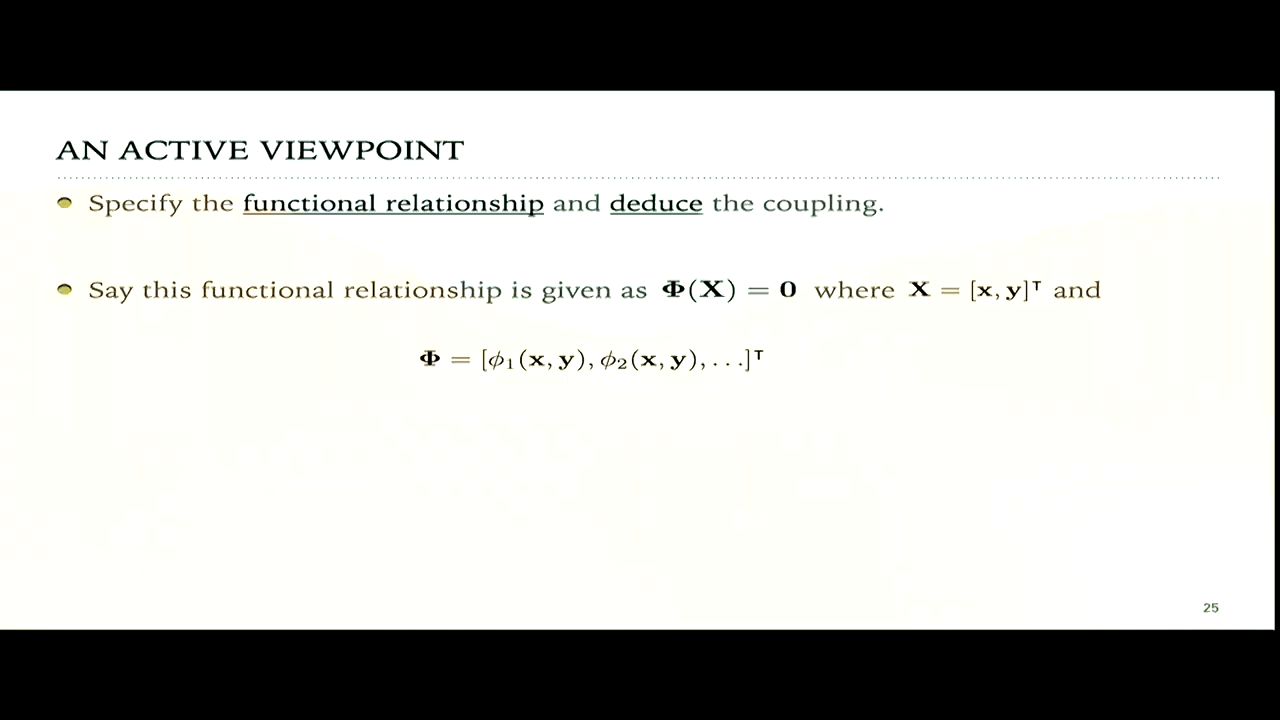 AN ACTIVE VIEWPOINT
Specify the functional relationship and deduce the coupling.
Say this functional relationship is given as Φ(X) = 0 where X = [x, y]ᵀ and
Φ = [ϕ₁(x, y), ϕ₂(x, y), . . .]ᵀ
25